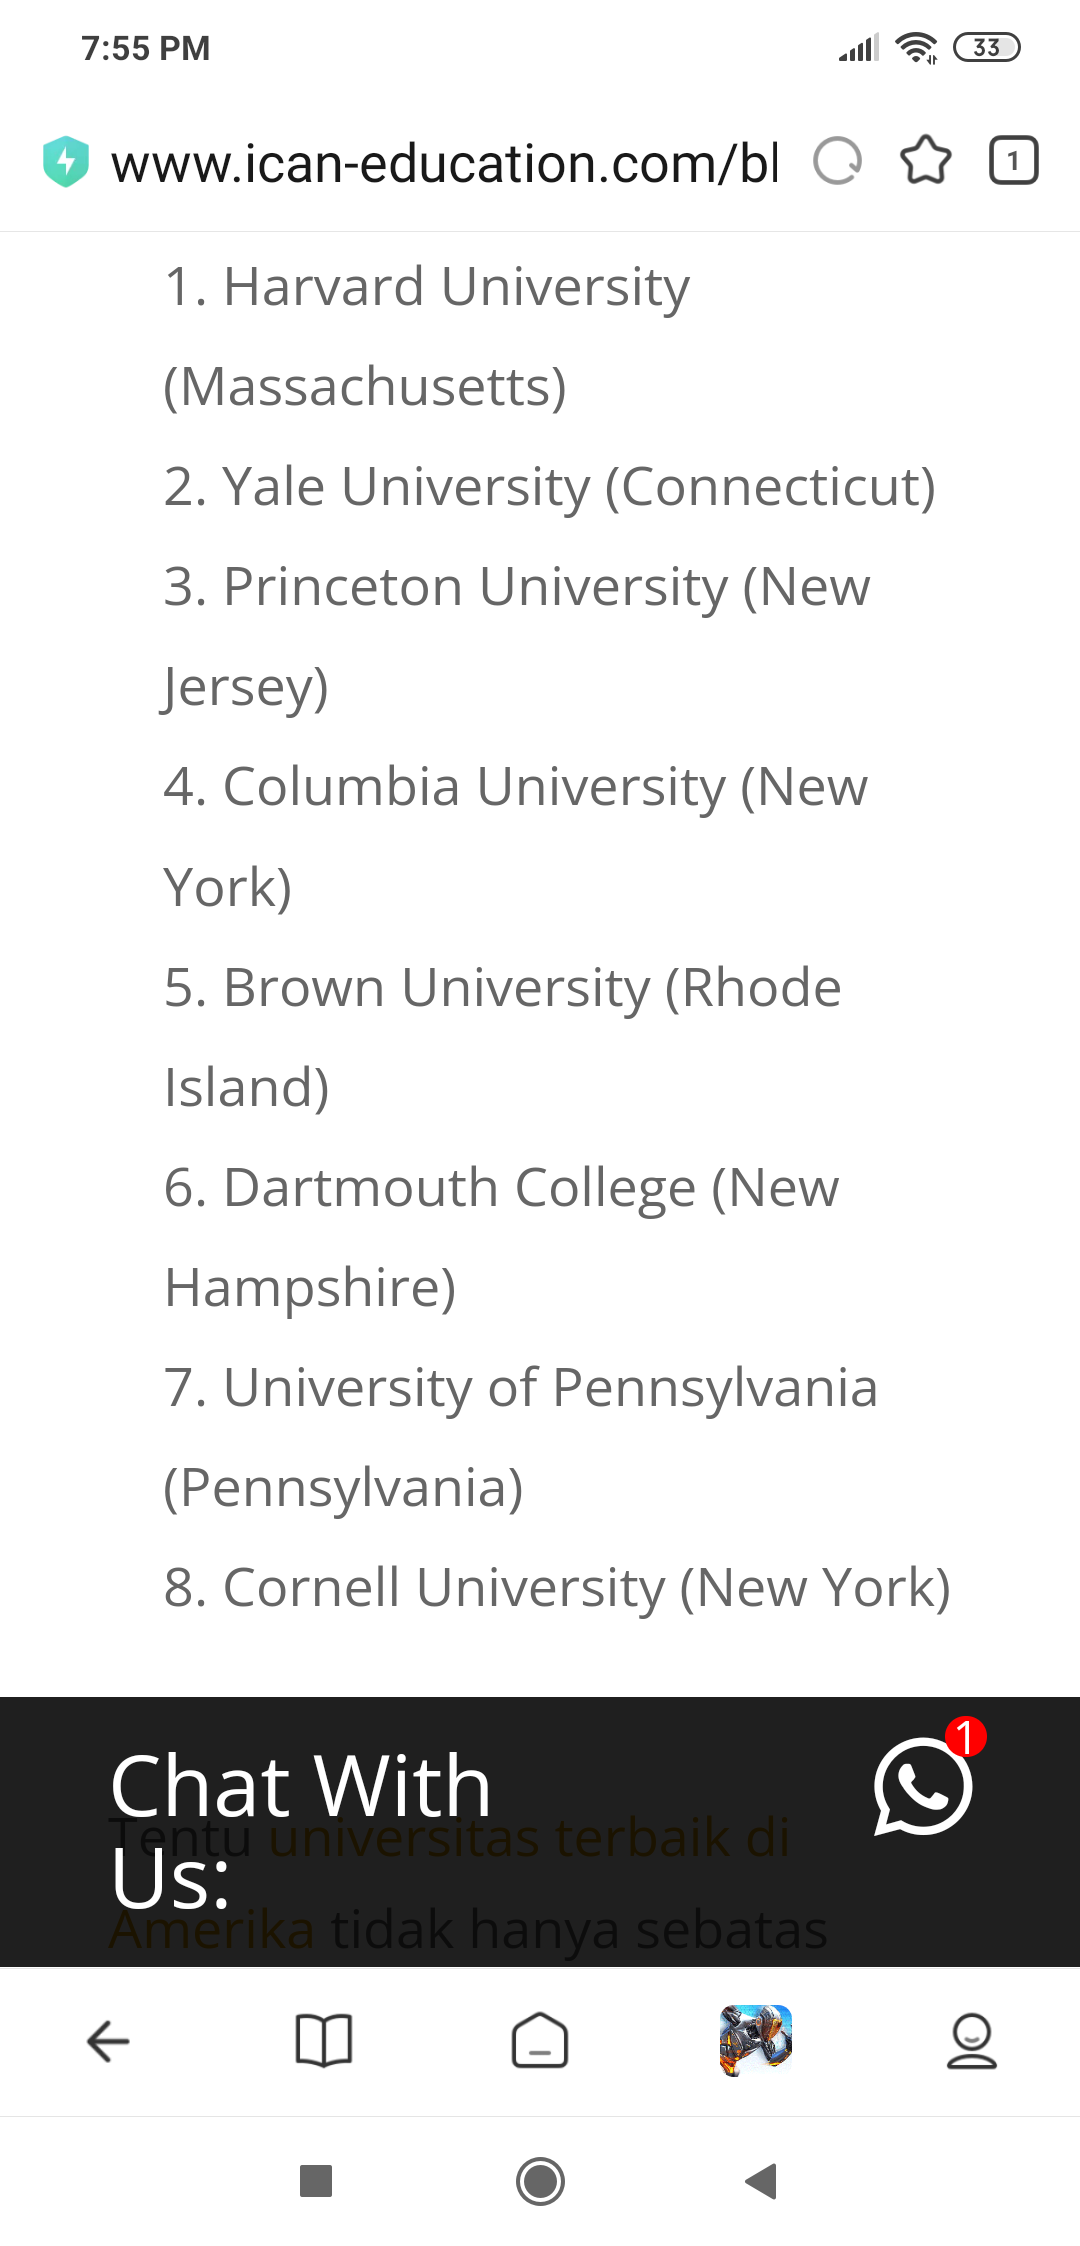 7:55 PM
33
www.ican-education.com/bl
1
1. Harvard University
(Massachusetts)
2. Yale University (Connecticut)
3. Princeton University (New
Jersey)
4. Columbia University (New
York)
5. Brown University (Rhode
Island)
6. Dartmouth College (New
Hampshire)
7. University of Pennsylvania
(Pennsylvania)
8. Cornell University (New York)
1
Chat With
Us:
Tentu universitas terbaik di
Amerika tidak hanya sebatas